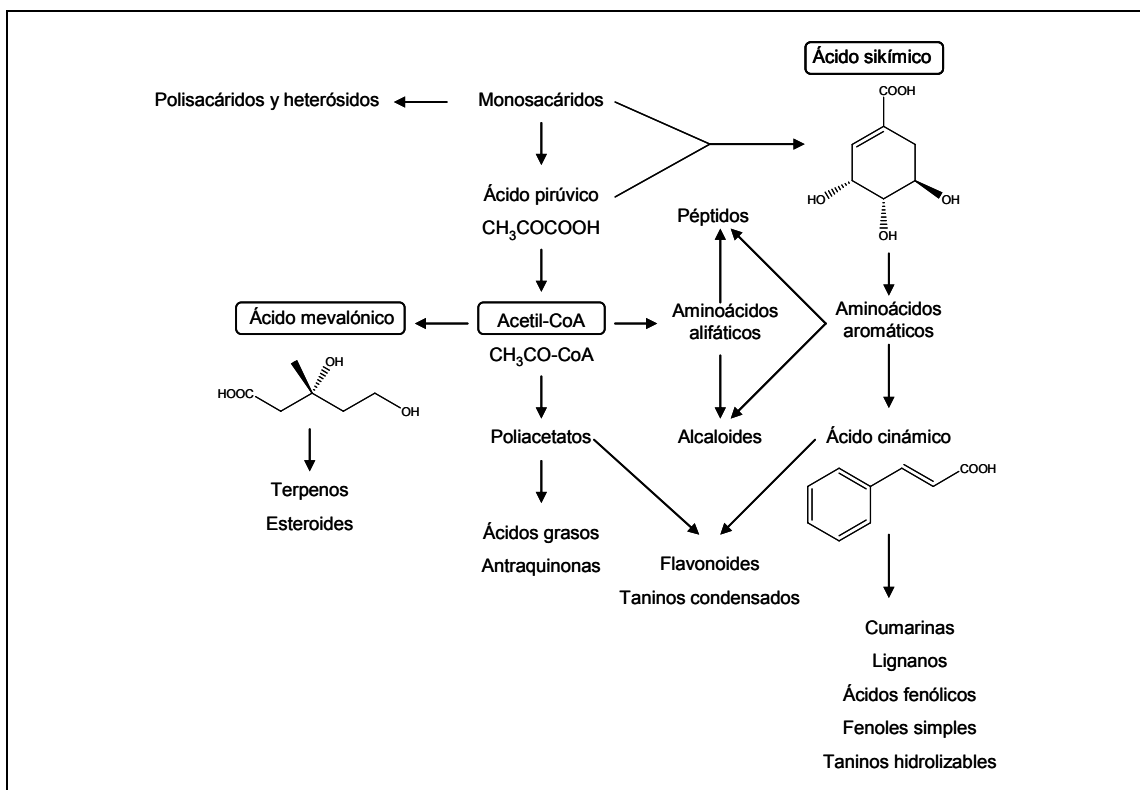 Ácido sikímico
COOH
HO
OH
OH
Polisacáridos y heterósidos
Monosacáridos
Ácido pirúvico
CH3COCOOH
Péptidos
Ácido mevalónico
Acetil-CoA
CH3CO-CoA
Aminoácidos
alifáticos
Aminoácidos
aromáticos
HOOC
OH
OH
Poliacetatos
Alcaloides
Ácido cinámico
COOH
Terpenos
Esteroides
Ácidos grasos
Antraquinonas
Flavonoides
Taninos condensados
Cumarinas
Lignanos
Ácidos fenólicos
Fenoles simples
Taninos hidrolizables